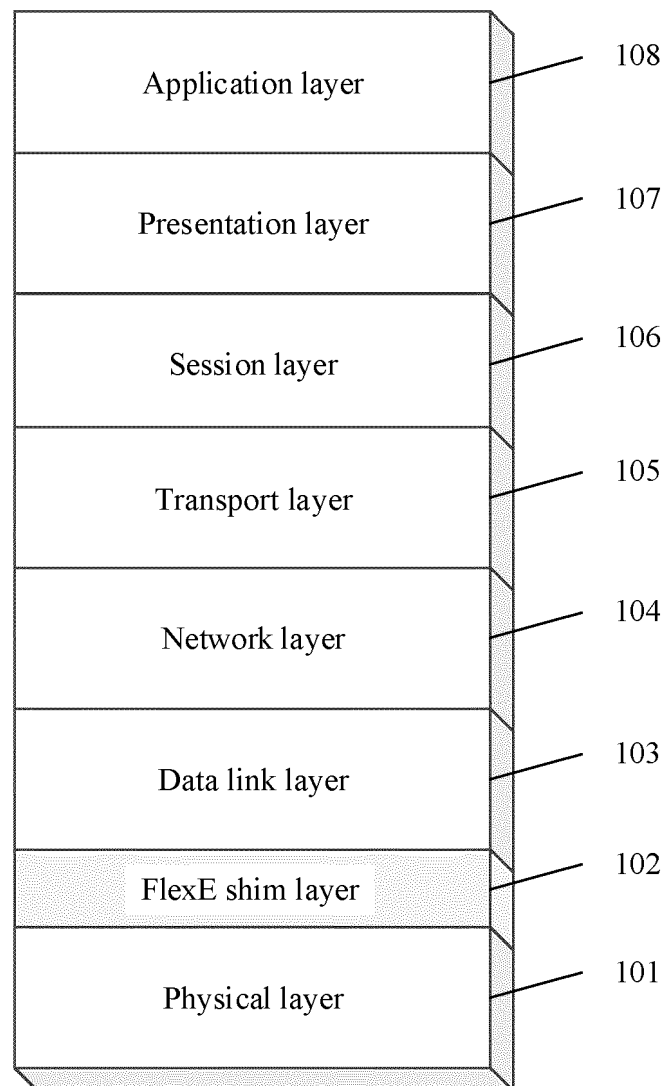 Application layer 108
Presentation layer 107
Session layer 106
Transport layer 105
Network layer 104
Data link layer 103
FlexE shim layer 102
Physical layer 101